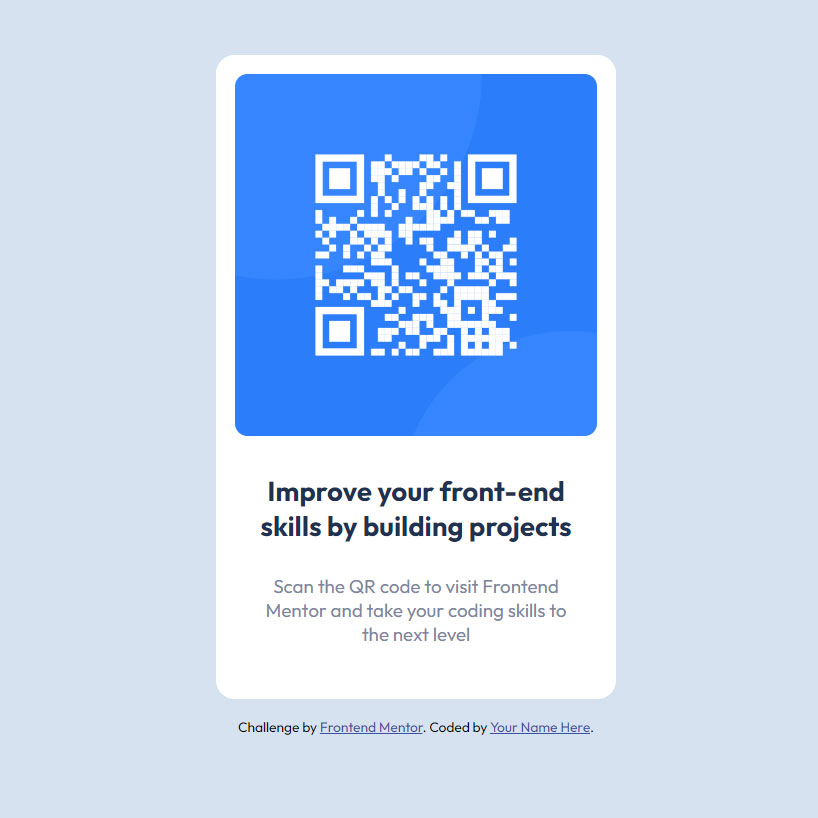 Improve your front-end
skills by building projects
Scan the QR code to visit Frontend
Mentor and take your coding skills to
the next level
Challenge by Frontend Mentor. Coded by Your Name Here.